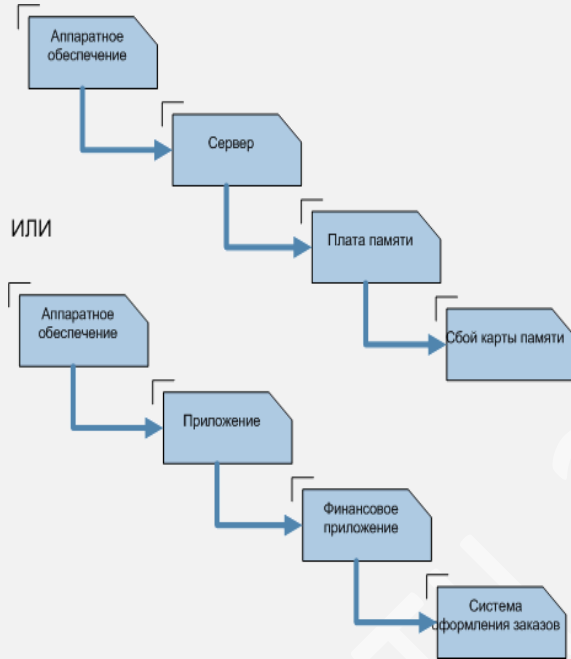 Аппаратное
обеспечение
Сервер
Плата памяти
Сбой карты памяти
ИЛИ
Аппаратное
обеспечение
Приложение
Финансовое
приложение
Система
оформления заказов